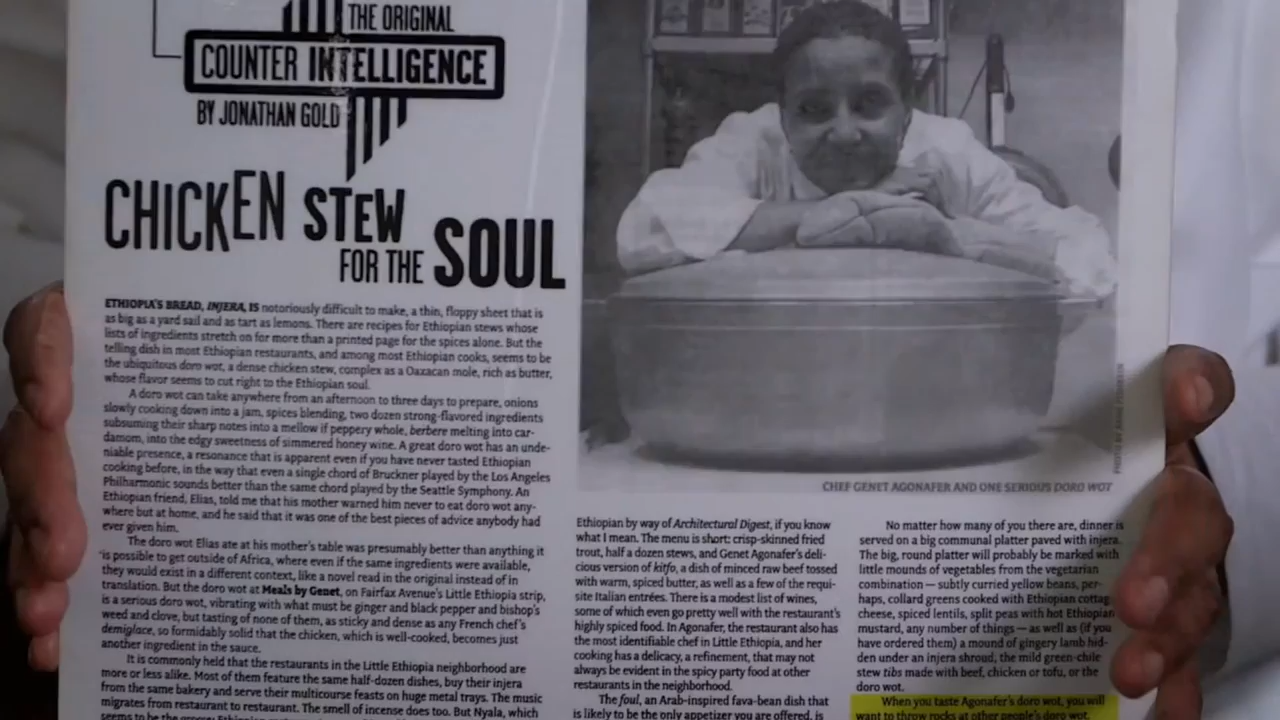 THE ORIGINAL
COUNTER INTELLIGENCE
BY JONATHAN GOLD
CHICKEN STEW
FOR THE SOUL
ETHIOPIA'S BREAD, INJERA, IS notoriously difficult to make, a thin, floppy sheet that is
as big as a yard sail and as tart as lemons. There are recipes for Ethiopian stews whose
lists of ingredients stretch on for more than a printed page for the spices alone. But the
telling dish in most Ethiopian restaurants, and among most Ethiopian cooks, seems to be
the ubiquitous doro wot, a dense chicken stew, complex as a Oaxacan mole, rich as butter,
whose flavor seems to cut right to the Ethiopian soul.
A doro wot can take anywhere from an afternoon to three days to prepare, onions
slowly cooking down into a jam, spices blending, two dozen strong-flavored ingredients
subsuming their sharp notes into a mellow if peppery whole, berbere melting into car-
damom, into the edgy sweetness of simmered honey wine. A great doro wot has an unde-
niable presence, a resonance that is apparent even if you have never tasted Ethiopian
cooking before, in the way that even a single chord of Bruckner played by the Los Angeles
Philharmonic sounds better than the same chord played by the Seattle Symphony. An
Ethiopian friend, Elias, told me that his mother warned him never to eat doro wot any-
where but at home, and he said that it was one of the best pieces of advice anybody had
ever given him.
The doro wot Elias ate at his mother's table was presumably better than anything it
is possible to get outside of Africa, where even if the same ingredients were available,
they would exist in a different context, like a novel read in the original instead of in
translation. But the doro wot at Meals by Genet, on Fairfax Avenue's Little Ethiopia strip,
is a serious doro wot, vibrating with what must be ginger and black pepper and bishop's
weed and clove, but tasting of none of them, as sticky and dense as any French chef's
demiglace, so formidably solid that the chicken, which is well-cooked, becomes just
another ingredient in the sauce.
It is commonly held that the restaurants in the Little Ethiopia neighborhood are
more or less alike. Most of them feature the same half-dozen dishes, buy their injera
from the same bakery and serve their multicourse feasts on huge metal trays. The music
migrates from restaurant to restaurant. The smell of incense does too. But Nyala, which
seems to be the
CHEF GENET AGONAFER AND ONE SERIOUS DORO WOT
Ethiopian by way of Architectural Digest, if you know
what I mean. The menu is short: crisp-skinned fried
trout, half a dozen stews, and Genet Agonafer's deli-
cious version of kitfo, a dish of minced raw beef tossed
with warm, spiced butter, as well as a few of the requi-
site Italian entrées. There is a modest list of wines,
some of which even go pretty well with the restaurant's
highly spiced food. In Agonafer, the restaurant also has
the most identifiable chef in Little Ethiopia, and her
cooking has a delicacy, a refinement, that may not
always be evident in the spicy party food at other
restaurants in the neighborhood.
The foul, an Arab-inspired fava-bean dish that
is likely to be the only appetizer you are offered, is
No matter how many of you there are, dinner is
served on a big communal platter paved with injera.
The big, round platter will probably be marked with
little mounds of vegetables from the vegetarian
combination — subtly curried yellow beans, per-
haps, collard greens cooked with Ethiopian cottage
cheese, spiced lentils, split peas with hot Ethiopian
mustard, any number of things — as well as (if you
have ordered them) a mound of gingery lamb hid-
den under an injera shroud, the mild green-chile
stew tibs made with beef, chicken or tofu, or the
doro wot.
When you taste Agonafer's doro wot, you will
want to throw rocks at other people's doro wot.